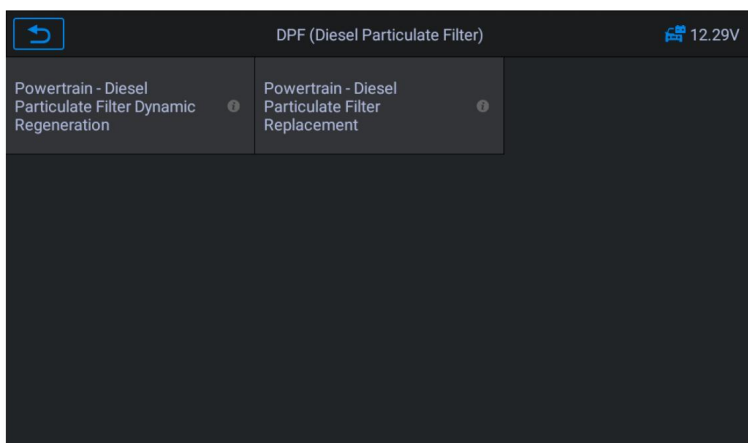 DPF (Diesel Particulate Filter)
12.29V
Powertrain - Diesel
Particulate Filter Dynamic
Regeneration
Powertrain - Diesel
Particulate Filter
Replacement